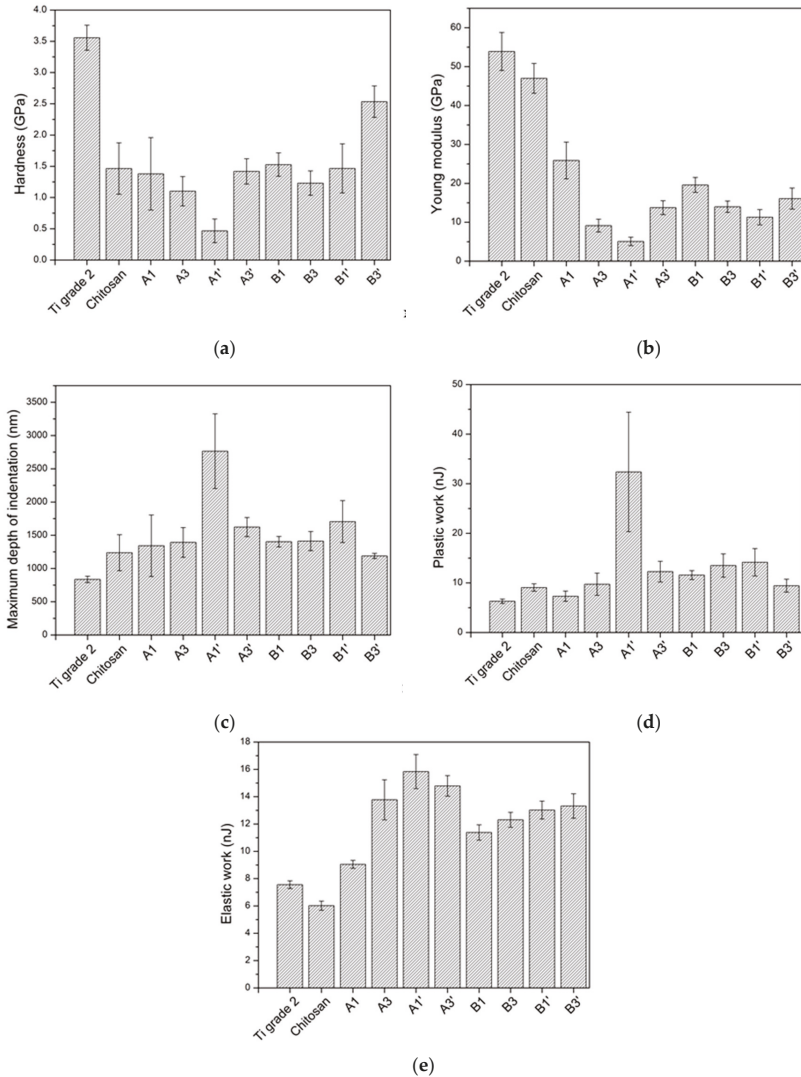 Hardness (GPa)
4.0
3.5
3.0
2.5
2.0
1.5
1.0
0.5
0.0
Ti grade 2 Chitosan A1 A3 A1' A3' B1 B3 B1' B3'
(a)
Young modulus (GPa)
60
50
40
30
20
10
0
Ti grade 2 Chitosan A1 A3 A1' A3' B1 B3 B1' B3'
(b)
Maximum depth of indentation (nm)
3500
3000
2500
2000
1500
1000
500
0
Ti grade 2 Chitosan A1 A3 A1' A3' B1 B3 B1' B3'
(c)
Plastic work (nJ)
50
40
30
20
10
0
Ti grade 2 Chitosan A1 A3 A1' A3' B1 B3 B1' B3'
(d)
Elastic work (nJ)
18
16
14
12
10
8
6
4
2
0
Ti grade 2 Chitosan A1 A3 A1' A3' B1 B3 B1' B3'
(e)